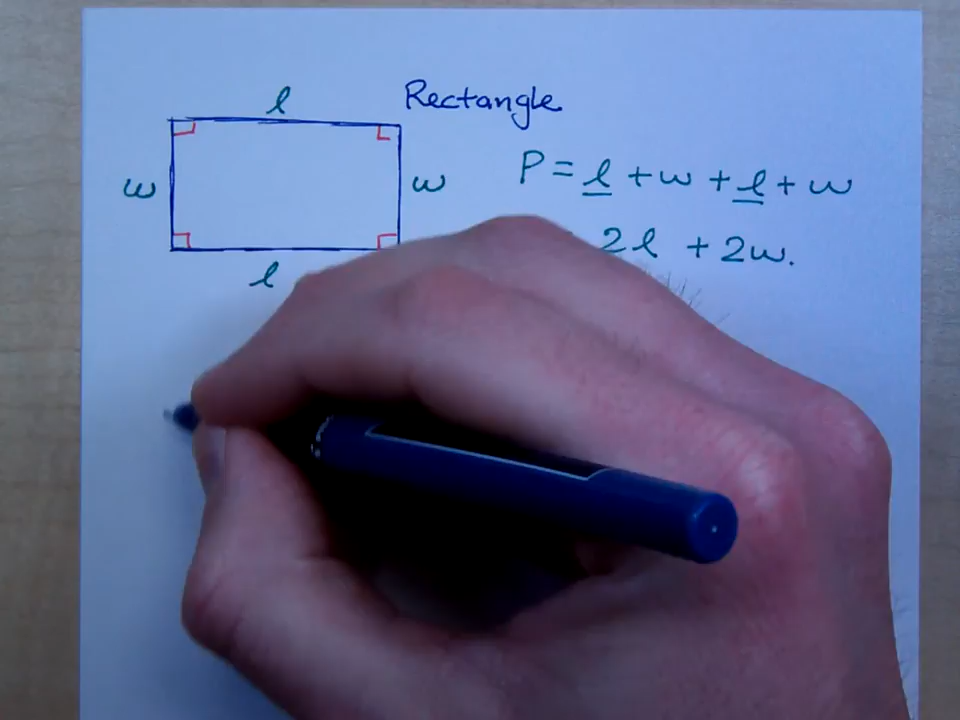 l
Rectangle
w
w
P = l + w + l + w
2l + 2w.
l